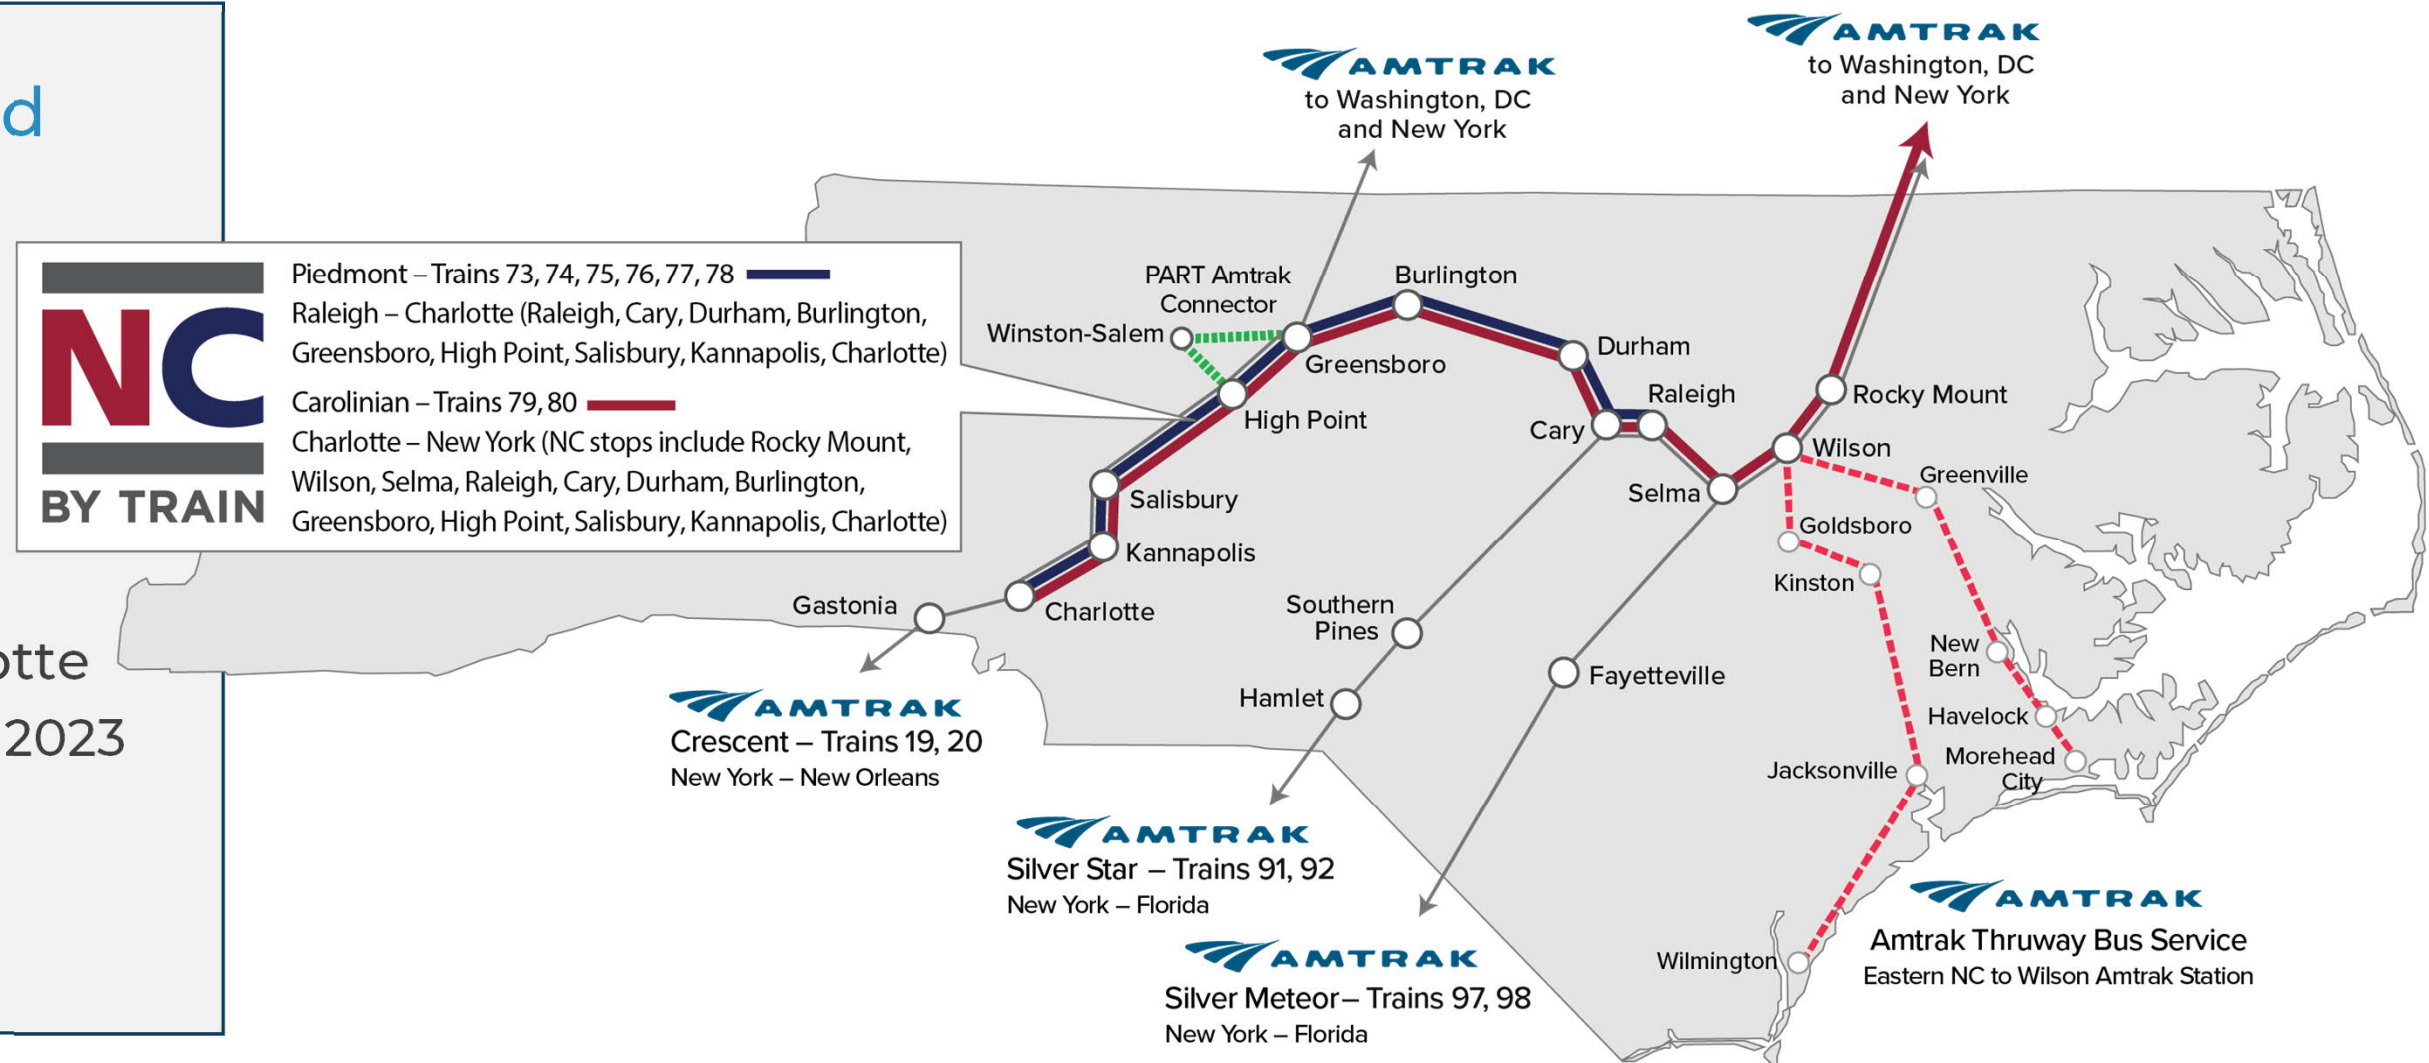 d
otte
2023
NC
BY TRAIN
Piedmont – Trains 73, 74, 75, 76, 77, 78
Raleigh – Charlotte (Raleigh, Cary, Durham, Burlington,
Greensboro, High Point, Salisbury, Kannapolis, Charlotte)
Carolinian – Trains 79, 80
Charlotte – New York (NC stops include Rocky Mount,
Wilson, Selma, Raleigh, Cary, Durham, Burlington,
Greensboro, High Point, Salisbury, Kannapolis, Charlotte)
AMTRAK
to Washington, DC
and New York
AMTRAK
to Washington, DC
and New York
PART Amtrak
Connector
Winston-Salem
Burlington
Greensboro
High Point
Durham
Raleigh
Cary
Rocky Mount
Wilson
Selma
Greenville
Goldsboro
Kinston
Salisbury
Kannapolis
Charlotte
Gastonia
Southern
Pines
Hamlet
Fayetteville
New
Bern
Havelock
Morehead
City
Jacksonville
Wilmington
AMTRAK
Crescent – Trains 19, 20
New York – New Orleans
AMTRAK
Silver Star – Trains 91, 92
New York – Florida
AMTRAK
Silver Meteor– Trains 97, 98
New York – Florida
AMTRAK
Amtrak Thruway Bus Service
Eastern NC to Wilson Amtrak Station